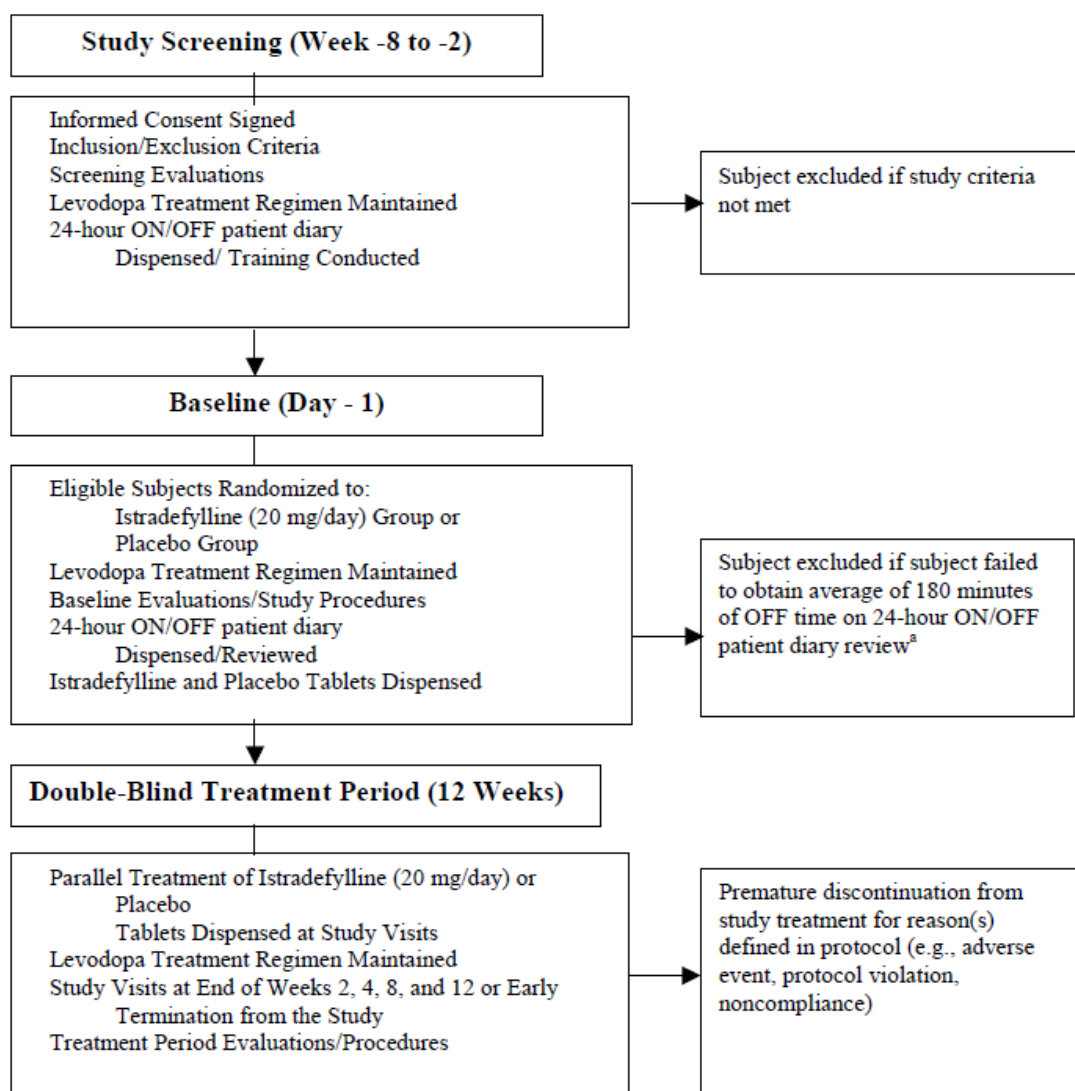 Study Screening (Week -8 to -2)
Informed Consent Signed
Inclusion/Exclusion Criteria
Screening Evaluations
Levodopa Treatment Regimen Maintained
24-hour ON/OFF patient diary
Dispensed/ Training Conducted
Subject excluded if study criteria
not met
Baseline (Day - 1)
Eligible Subjects Randomized to:
Istradefylline (20 mg/day) Group or
Placebo Group
Levodopa Treatment Regimen Maintained
Baseline Evaluations/Study Procedures
24-hour ON/OFF patient diary
Dispensed/Reviewed
Istradefylline and Placebo Tablets Dispensed
Subject excluded if subject failed
to obtain average of 180 minutes
of OFF time on 24-hour ON/OFF
patient diary review<sup>a</sup>
Double-Blind Treatment Period (12 Weeks)
Parallel Treatment of Istradefylline (20 mg/day) or
Placebo
Tablets Dispensed at Study Visits
Levodopa Treatment Regimen Maintained
Study Visits at End of Weeks 2, 4, 8, and 12 or Early
Termination from the Study
Treatment Period Evaluations/Procedures
Premature discontinuation from
study treatment for reason(s)
defined in protocol (e.g., adverse
event, protocol violation,
noncompliance)